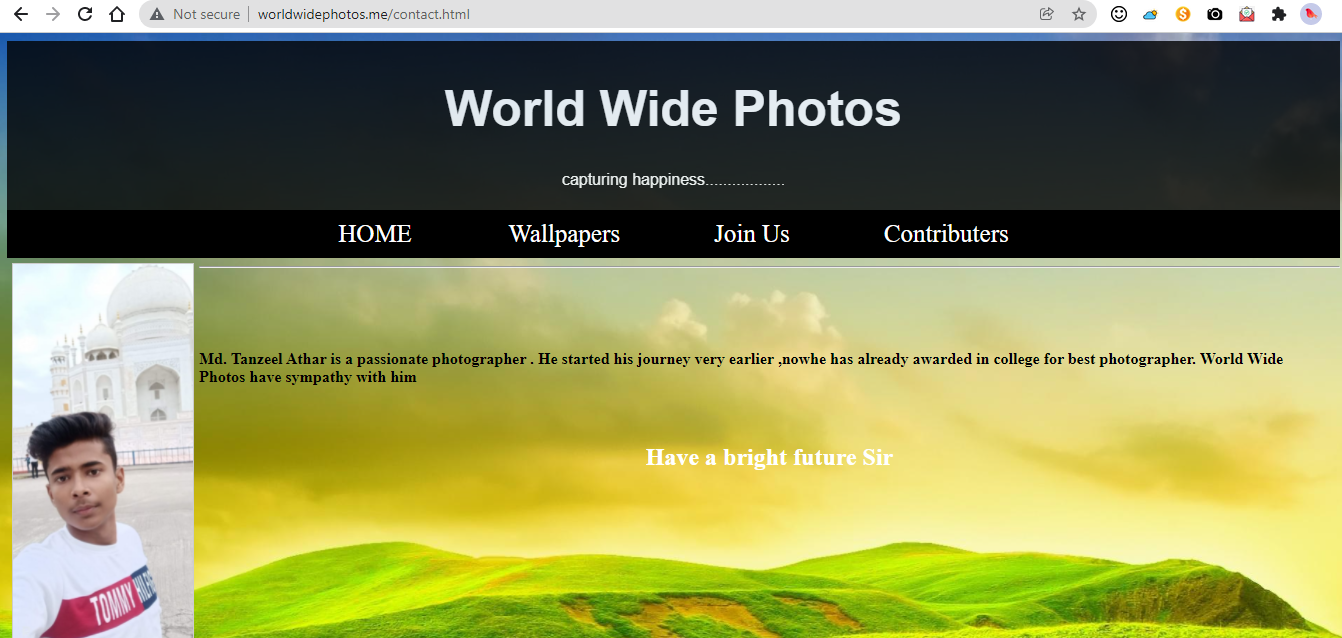 Not secure
worldwidephotos.me/contact.html
World Wide Photos
capturing happiness..................
HOME Wallpapers Join Us Contributers
Md. Tanzeel Athar is a passionate photographer . He started his journey very earlier ,nowhe has already awarded in college for best photographer. World Wide
Photos have sympathy with him
Have a bright future Sir
TOMMY HILF